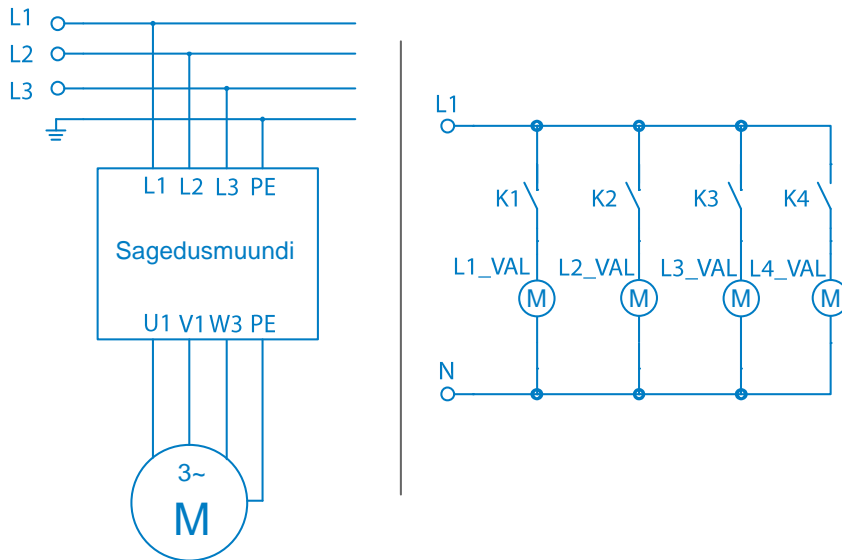 L1
L2
L3
L1 L2 L3 PE
Sagedusmuundi
U1 V1 W3 PE
3~
M
L1
K1 K2 K3 K4
L1_VAL L2_VAL L3_VAL L4_VAL
M M M M
N